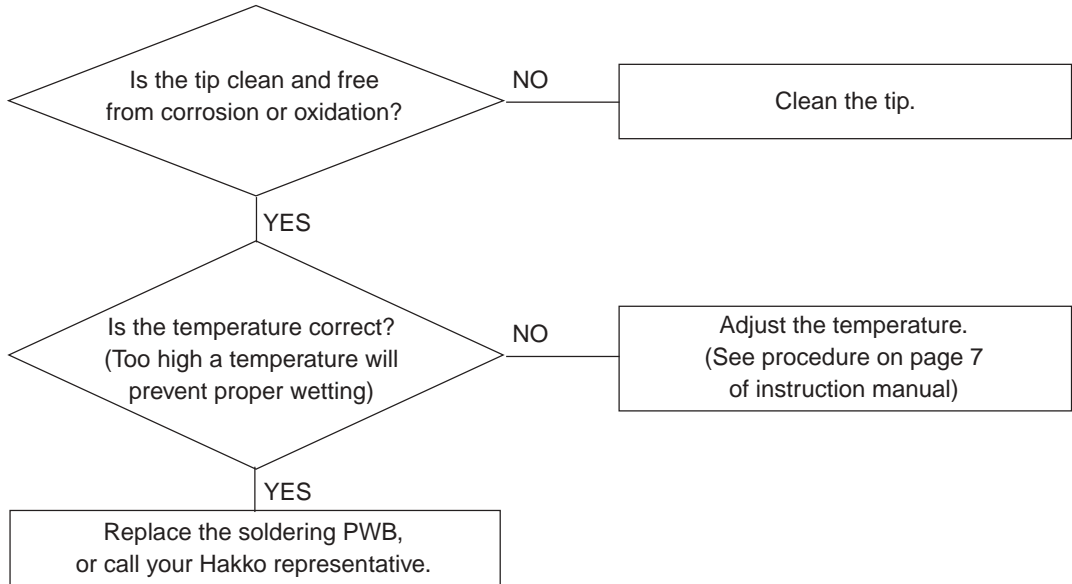 Is the tip clean and free
from corrosion or oxidation?
NO
Clean the tip.
YES
Is the temperature correct?
(Too high a temperature will
prevent proper wetting)
NO
Adjust the temperature.
(See procedure on page 7
of instruction manual)
YES
Replace the soldering PWB,
or call your Hakko representative.